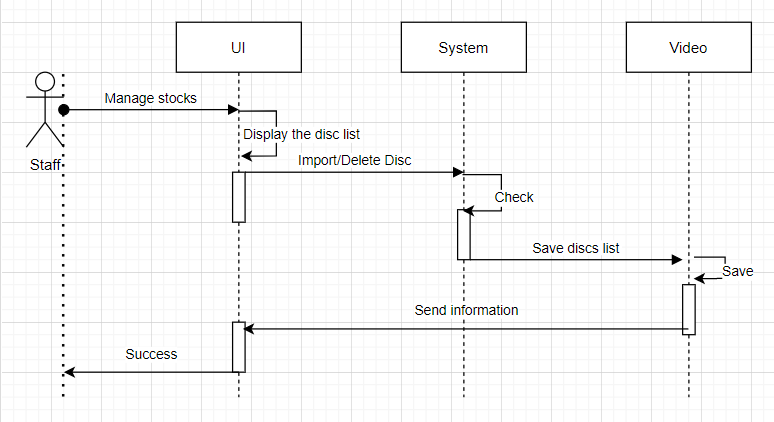 UI
System
Video
Manage stocks
Display the disc list
Staff
Import/Delete Disc
Check
Save discs list
Save
Send information
Success